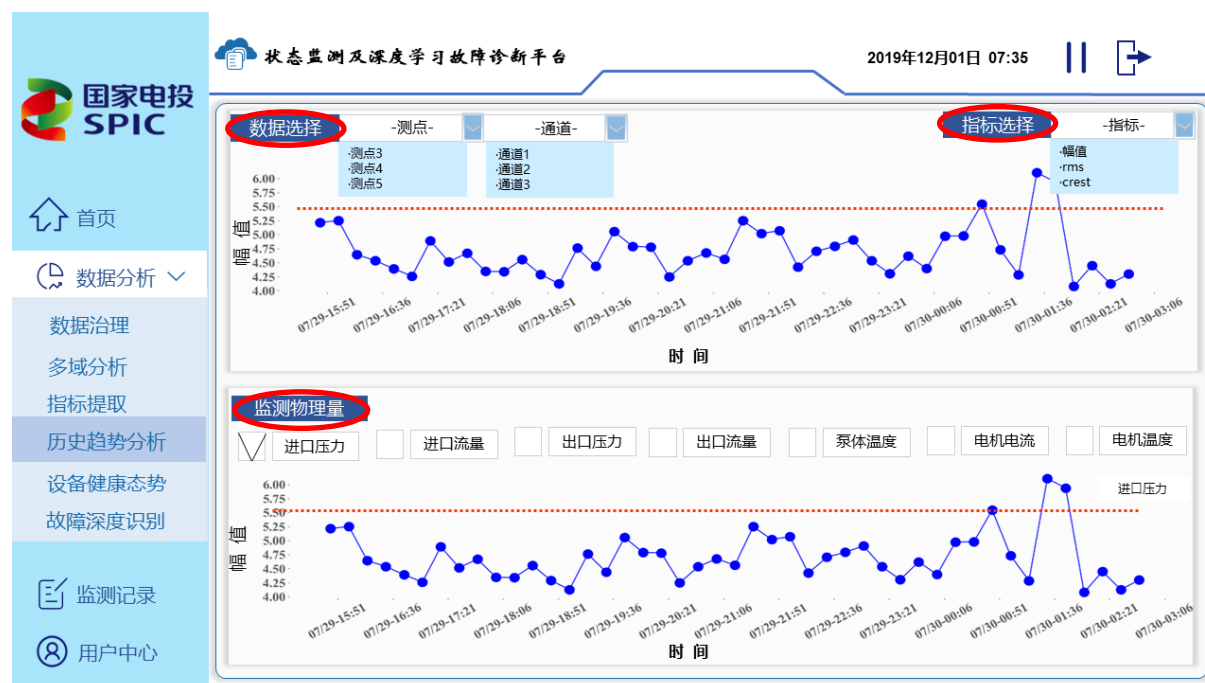 状态监测及深度学习故障诊断平台
2019年12月01日 07:35
国家电投
SPIC
首页
数据分析
数据治理
多域分析
指标提取
历史趋势分析
设备健康态势
故障深度识别
监测记录
用户中心
数据选择 -测点- -通道- 指标选择 -指标-
·测点3
·测点4
·测点5
·通道1
·通道2
·通道3
·幅值
·rms
·crest
幅值
6.00
5.75
5.50
5.25
5.00
4.75
4.50
4.25
4.00
07/29-15:51 07/29-16:36 07/29-17:21 07/29-18:06 07/29-18:51 07/29-19:36 07/29-20:21 07/29-21:06 07/29-21:51 07/29-22:36 07/29-23:21 07/30-00:06 07/30-00:51 07/30-01:36 07/30-02:21 07/30-03:06
时间
监测物理量
进口压力 进口流量 出口压力 出口流量 泵体温度 电机电流 电机温度
进口压力
幅值
6.00
5.75
5.50
5.25
5.00
4.75
4.50
4.25
4.00
07/29-15:51 07/29-16:36 07/29-17:21 07/29-18:06 07/29-18:51 07/29-19:36 07/29-20:21 07/29-21:06 07/29-21:51 07/29-22:36 07/29-23:21 07/30-00:06 07/30-00:51 07/30-01:36 07/30-02:21 07/30-03:06
时间